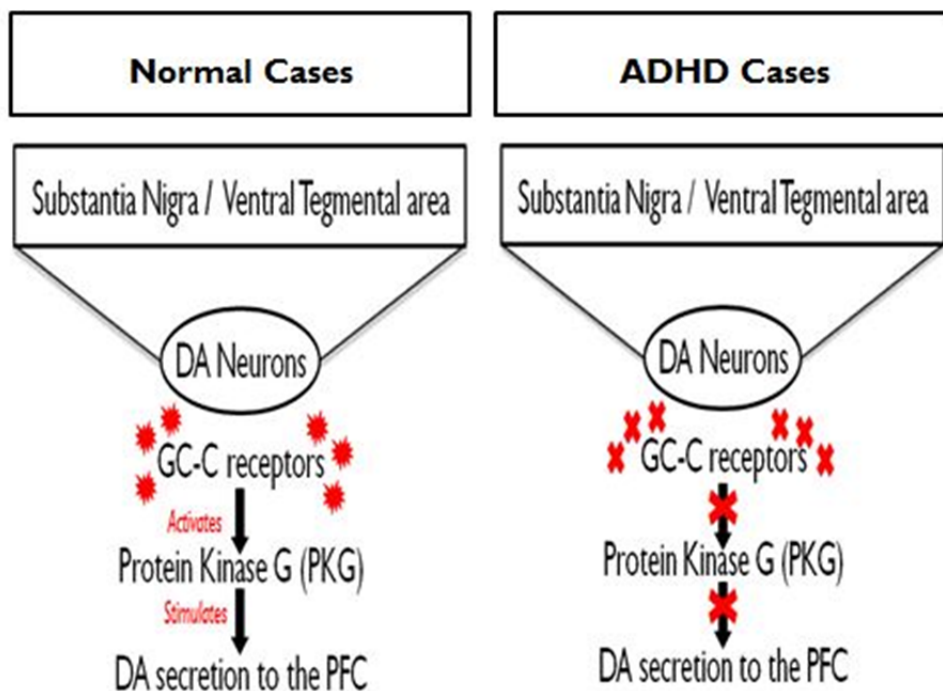 Normal Cases
Substantia Nigra / Ventral Tegmental area
DA Neurons
GC-C receptors
Activates
Protein Kinase G (PKG)
Stimulates
DA secretion to the PFC
ADHD Cases
Substantia Nigra / Ventral Tegmental area
DA Neurons
GC-C receptors
Protein Kinase G (PKG)
DA secretion to the PFC